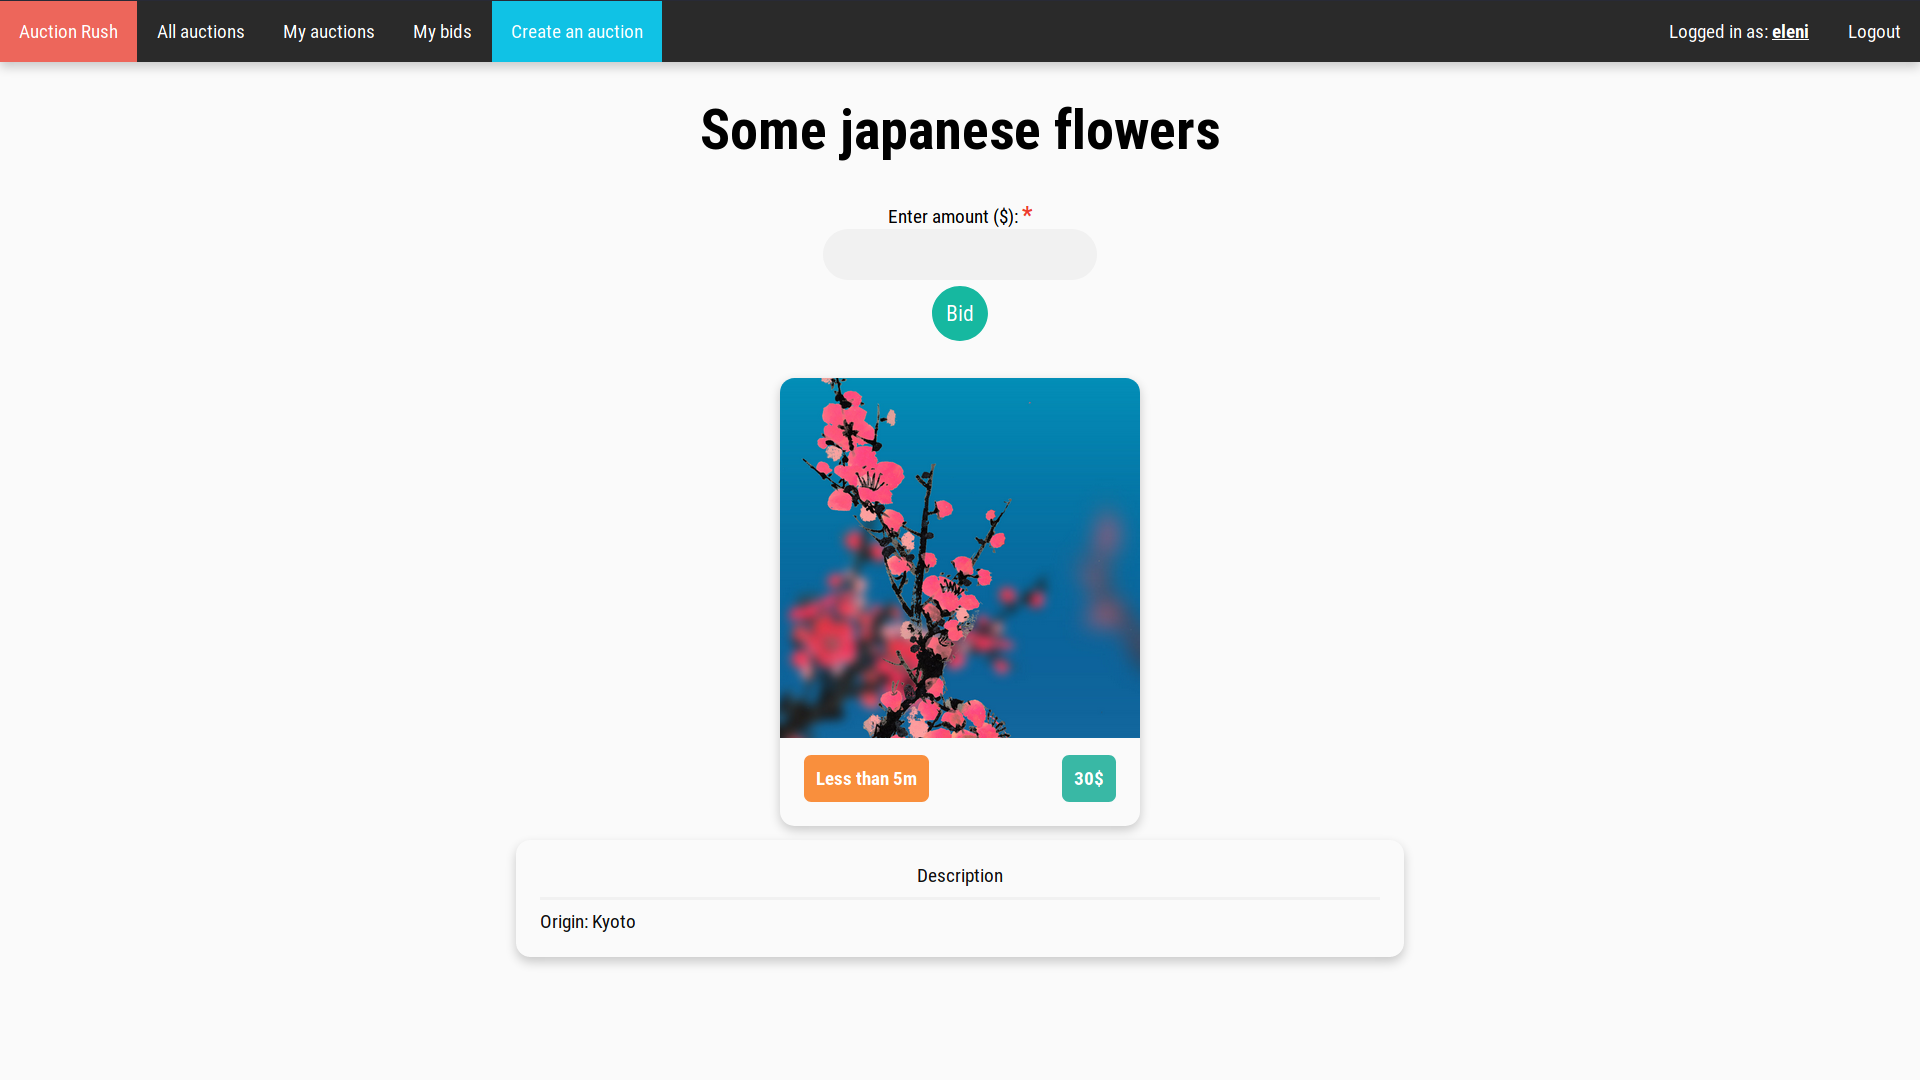 Auction Rush All auctions My auctions My bids Create an auction Logged in as: eleni Logout
Some japanese flowers
Enter amount ($): *
Bid
Less than 5m 30$
Description
Origin: Kyoto